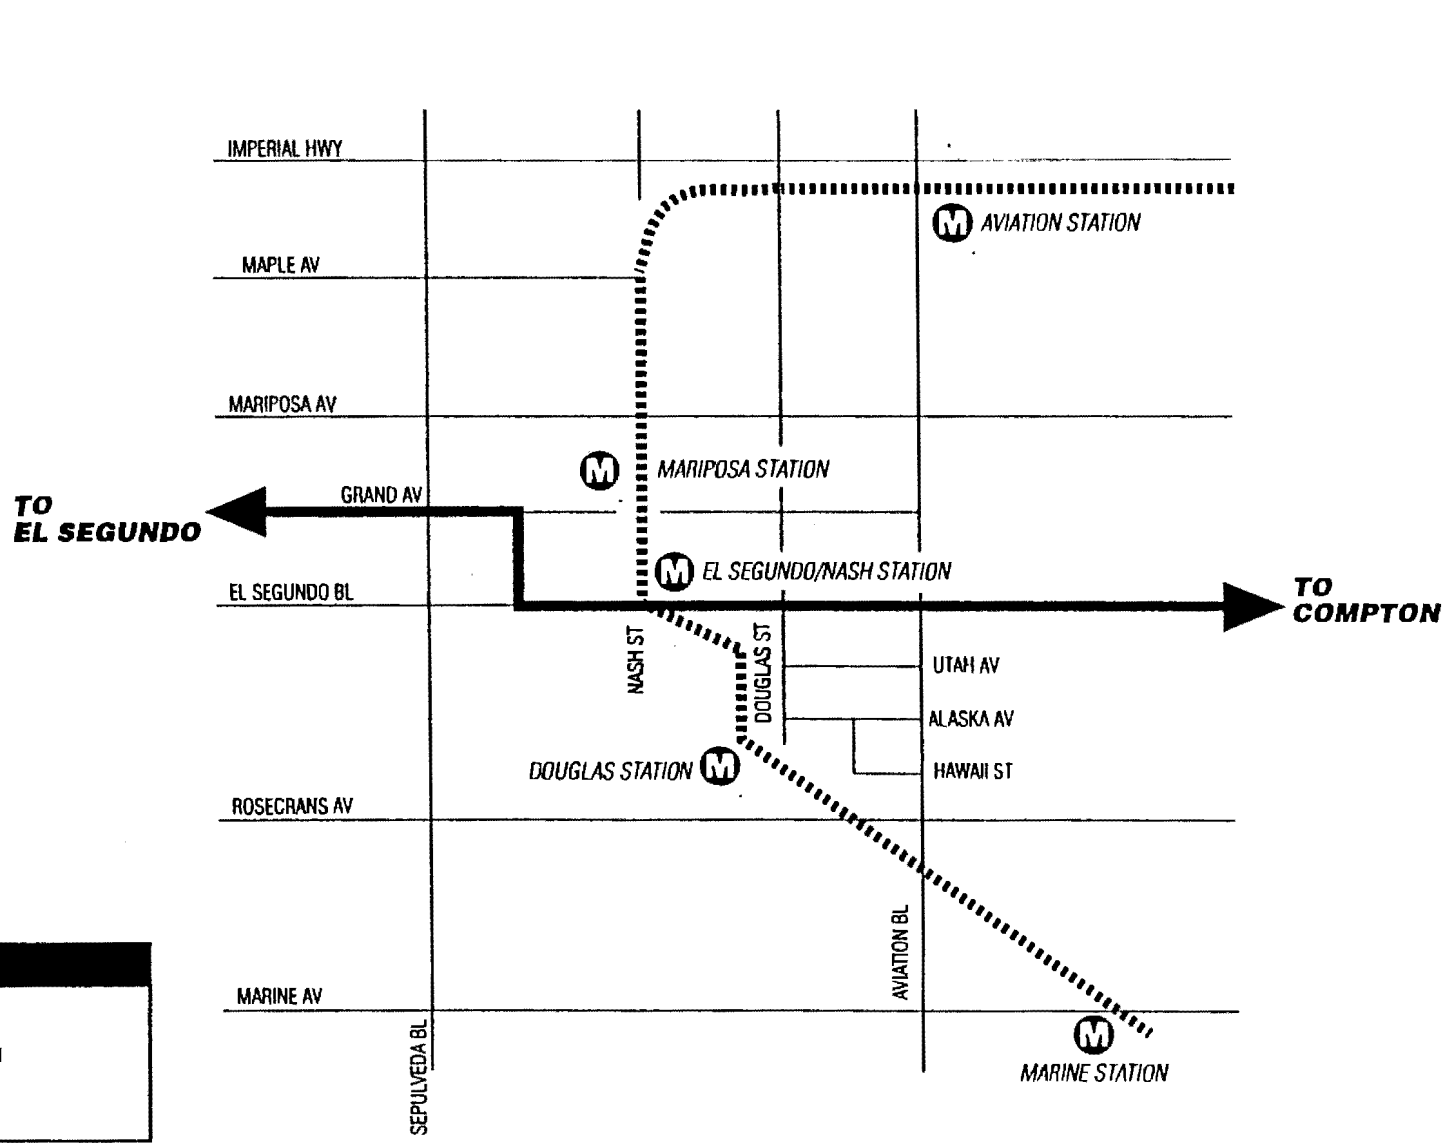 IMPERIAL HWY
M AVIATION STATION
MAPLE AV
MARIPOSA AV
M MARIPOSA STATION
GRAND AV
TO
EL SEGUNDO
M EL SEGUNDO/NASH STATION
EL SEGUNDO BL
TO
COMPTON
NASH ST
DOUGLAS ST
UTAH AV
ALASKA AV
HAWAII ST
DOUGLAS STATION M
ROSECRANS AV
AVIATION BL
MARINE AV
SEPULVEDA BL
M
MARINE STATION